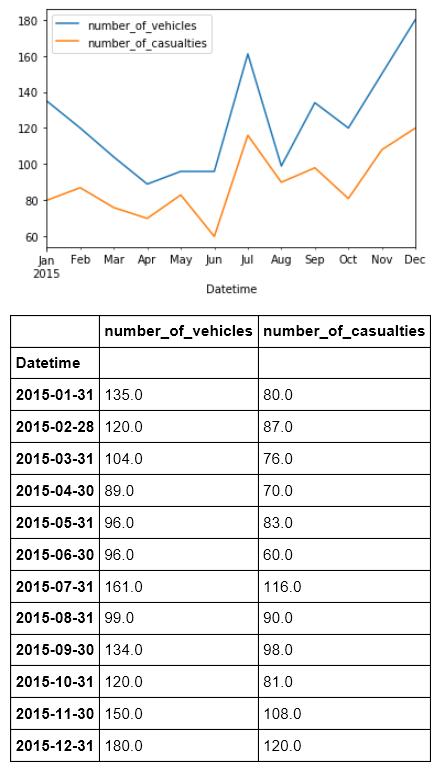 180
160
140
120
100
80
60
number_of_vehicles
number_of_casualties
Jan Feb Mar Apr May Jun Jul Aug Sep Oct Nov Dec
2015
Datetime
number_of_vehicles number_of_casualties
Datetime
2015-01-31 135.0 80.0
2015-02-28 120.0 87.0
2015-03-31 104.0 76.0
2015-04-30 89.0 70.0
2015-05-31 96.0 83.0
2015-06-30 96.0 60.0
2015-07-31 161.0 116.0
2015-08-31 99.0 90.0
2015-09-30 134.0 98.0
2015-10-31 120.0 81.0
2015-11-30 150.0 108.0
2015-12-31 180.0 120.0